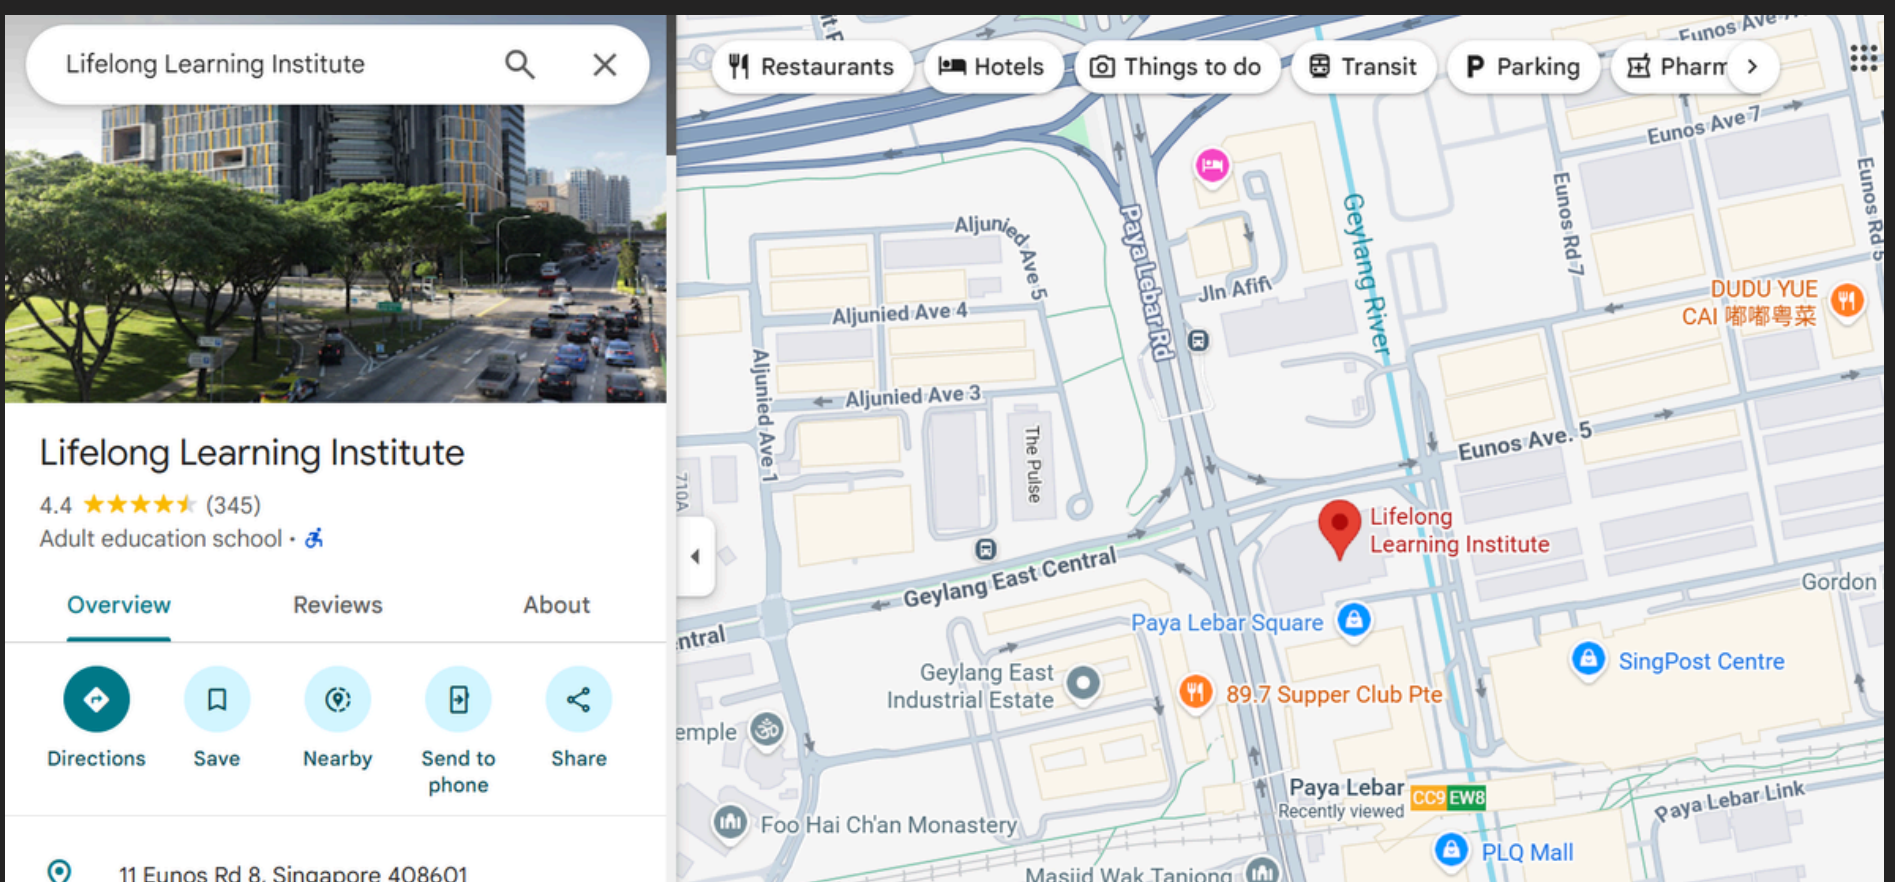 Lifelong Learning Institute
Restaurants
Hotels
Things to do
Transit
P Parking
Pharm
Lifelong Learning Institute
4.4 (345)
Adult education school ·
Overview
Reviews
About
Directions
Save
Nearby
Send to
phone
Share
11 Eunos Rd 8, Singapore 408601
Eunos Ave 7
Eunos Rd 7
Eunos Rd 5
Aljunied Ave 5
Paya Lebar Rd
Geylang River
Jln Afifi
DUDU YUE
CAI 嘟嘟粤菜
Aljunied Ave 4
Aljunied Ave 3
Aljunied Ave 1
The Pulse
710A
Eunos Ave. 5
Lifelong
Learning Institute
Geylang East Central
ntral
Gordon
Paya Lebar Square
SingPost Centre
Geylang East
Industrial Estate
89.7 Supper Club Pte
emple
Paya Lebar CC9 EW8
Recently viewed
Paya Lebar Link
Foo Hai Ch'an Monastery
PLQ Mall
Masjid Wak Tanjong